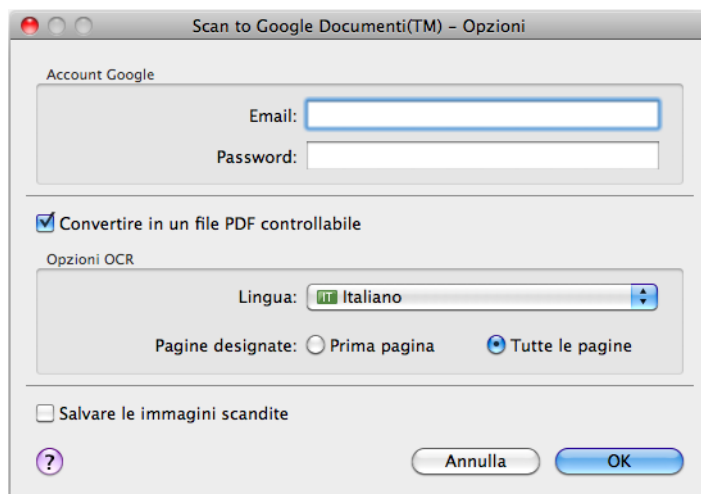 Scan to Google Documenti(TM) – Opzioni
Account Google
Email:
Password:
Convertire in un file PDF controllabile
Opzioni OCR
Lingua: IT Italiano
Pagine designate: Prima pagina Tutte le pagine
Salvare le immagini scandite
? Annulla OK